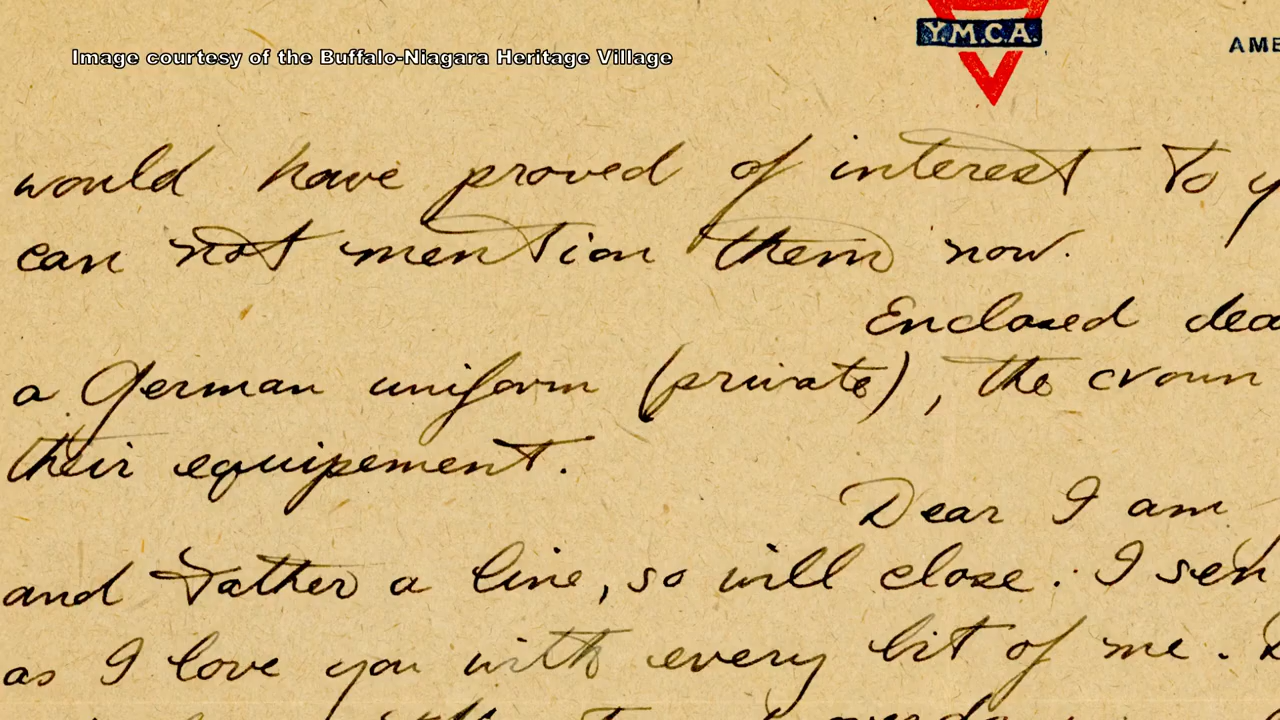 Y.M.C.A.
AME
Image courtesy of the Buffalo-Niagara Heritage Village
would have proved of interest to y
can not mention them now.
Enclosed dea
a German uniform (private), the crown
their equipement.
Dear I am
and Father a line, so will close. I sen
as I love you with every bit of me. D